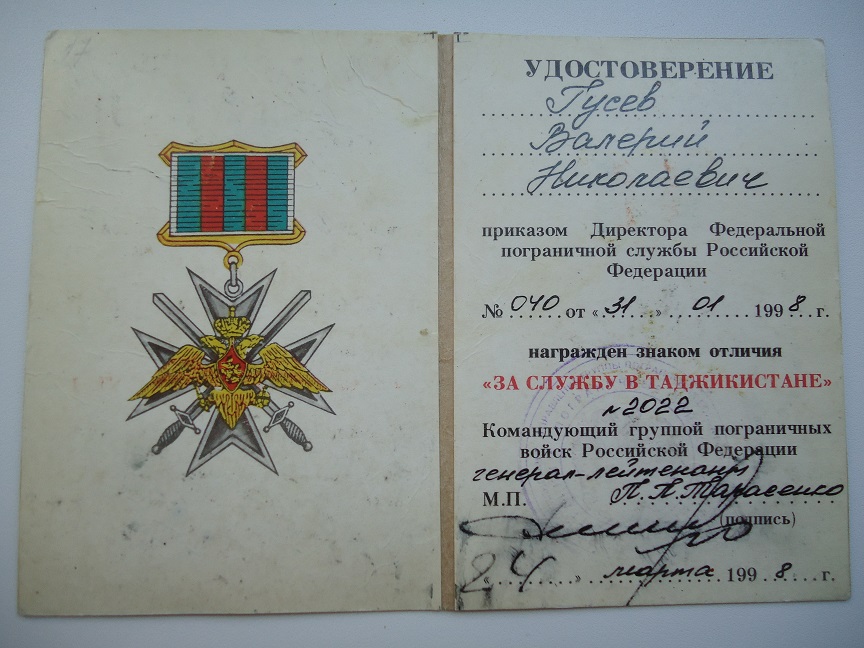 УДОСТОВЕРЕНИЕ
Гусев
Валерий
Николаевич
приказом Директора Федеральной
пограничной службы Российской
Федерации
№ 040 от «31» 01 1998 г.
награжден знаком отличия
«ЗА СЛУЖБУ В ТАДЖИКИСТАНЕ»
№ 2022
Командующий группой пограничных
войск Российской Федерации
генерал-лейтенант
М.П. П.П.Тарасенко
(подпись)
«24» марта 1998 г.